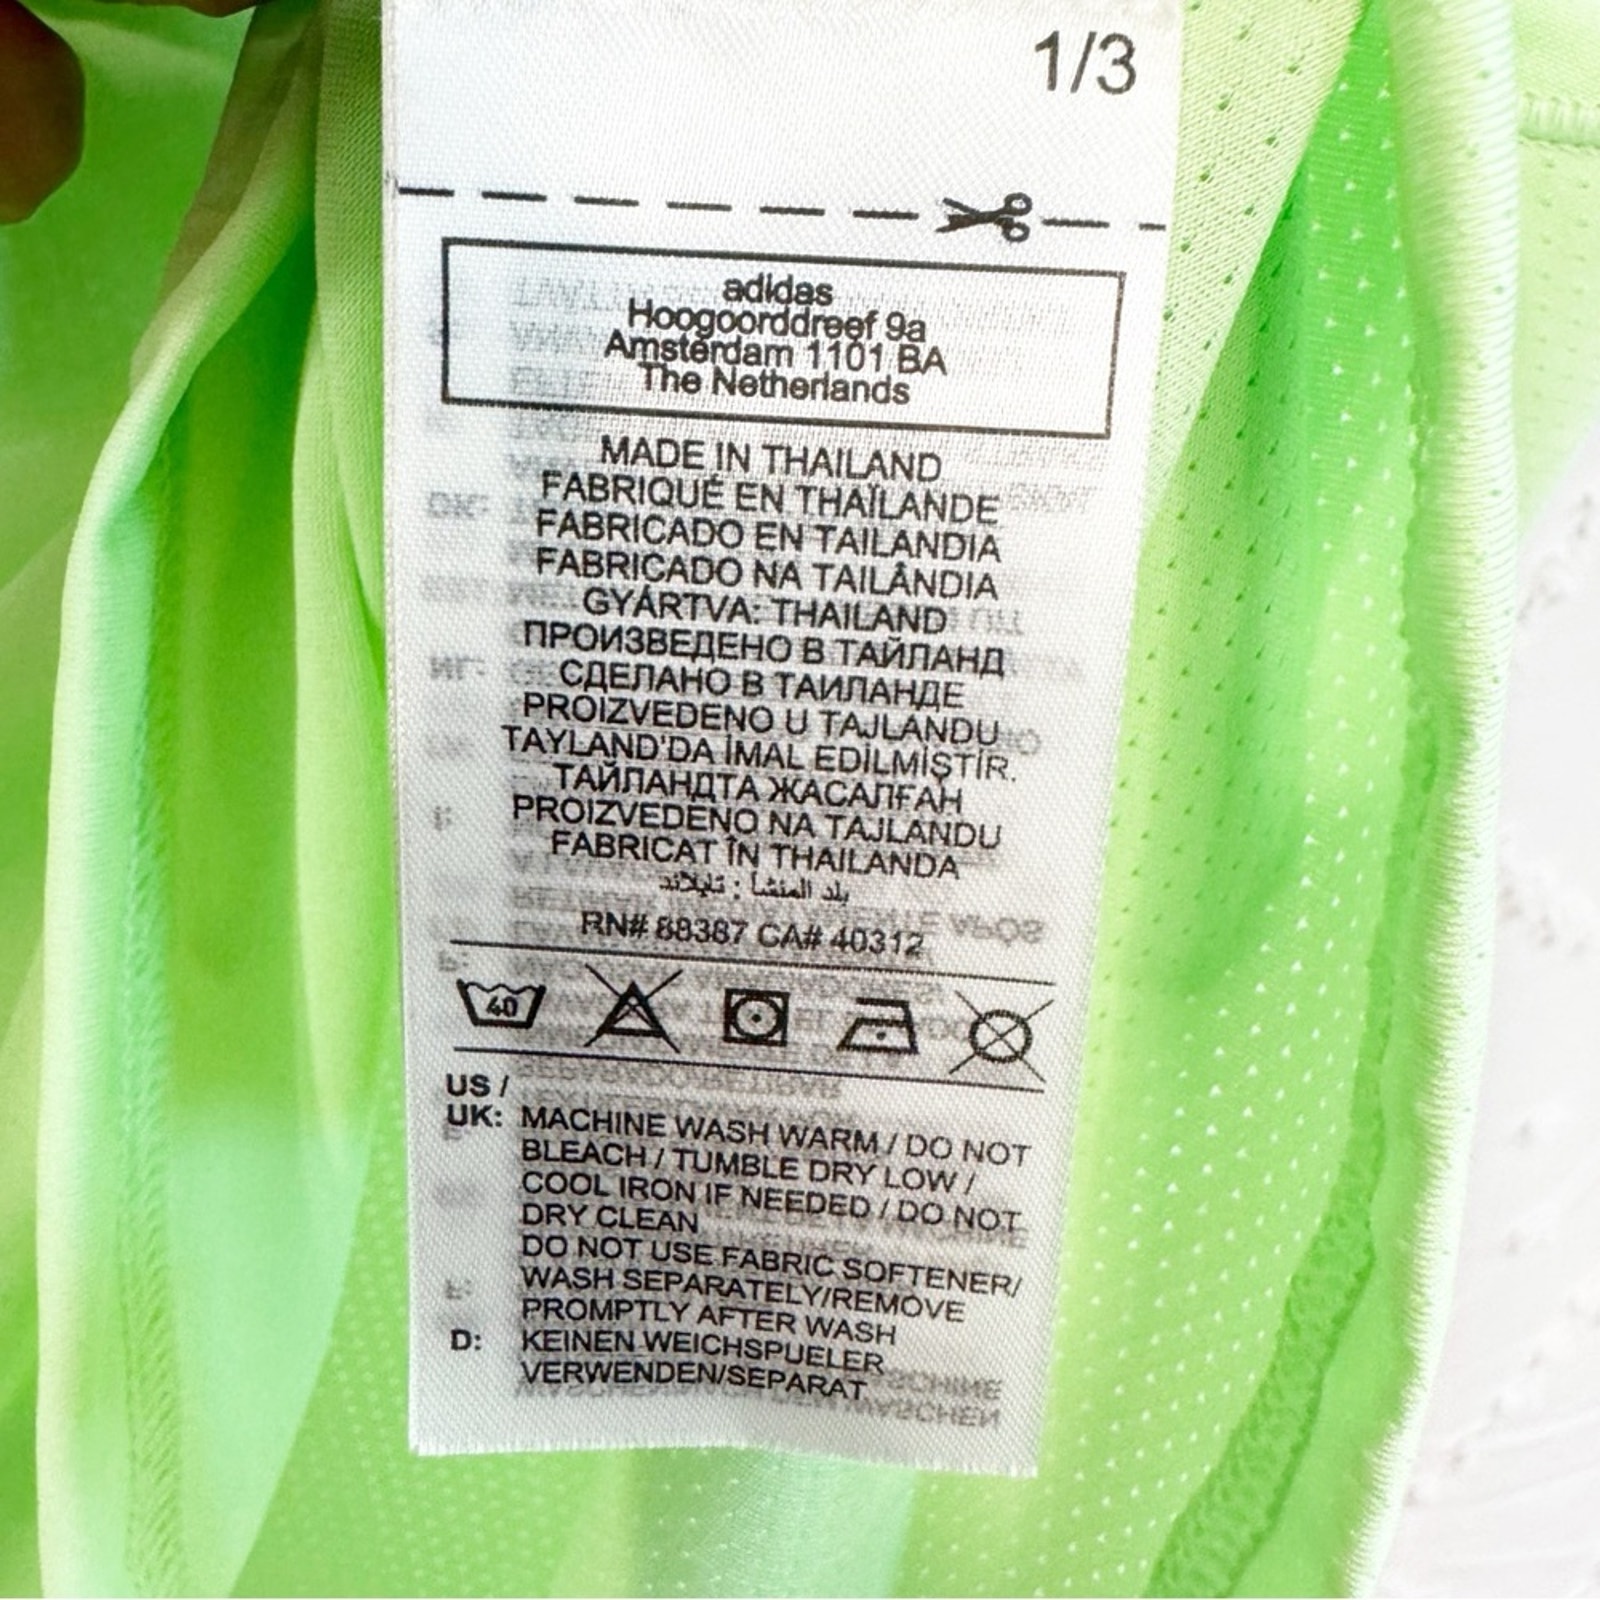 1/3
adidas
Hoogoorddreef 9a
Amsterdam 1101 BA
The Netherlands
MADE IN THAILAND
FABRIQUÉ EN THAÏLANDE
FABRICADO EN TAILANDIA
FABRICADO NA TAILÂNDIA
GYÁRTVA: THAILAND
ПРОИЗВЕДЕНО В ТАЙЛАНД
СДЕЛАНО В ТАИЛАНДЕ
PROIZVEDENO U TAJLANDU
TAYLAND'DA İMAL EDİLMİŞTİR.
ТАЙЛАНДТА ЖАСАЛҒАН
PROIZVEDENO NA TAJLANDU
FABRICAT ÎN THAILANDA
بلد المنشأ : تايلاند
RN# 88387 CA# 40312
40
US /
UK: MACHINE WASH WARM / DO NOT
BLEACH / TUMBLE DRY LOW /
COOL IRON IF NEEDED / DO NOT
DRY CLEAN
DO NOT USE FABRIC SOFTENER/
WASH SEPARATELY/REMOVE
PROMPTLY AFTER WASH
D: KEINEN WEICHSPUELER
VERWENDEN/SEPARAT